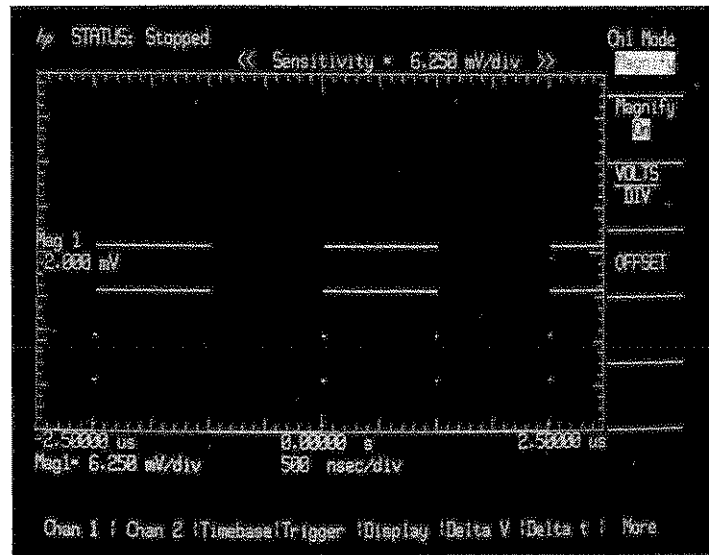 hp STATUS: Stopped
Ch1 Mode
<< Sensitivity = 6.250 mV/div >>
Magnify
On
VOLTS
DIV
Mag 1
-2.000 mV
OFFSET
-2.50000 us
0.00000 s
2.50000 us
Mag1= 6.250 mV/div
500 nsec/div
Chan 1 | Chan 2 |Timebase|Trigger |Display |Delta V |Delta t | More